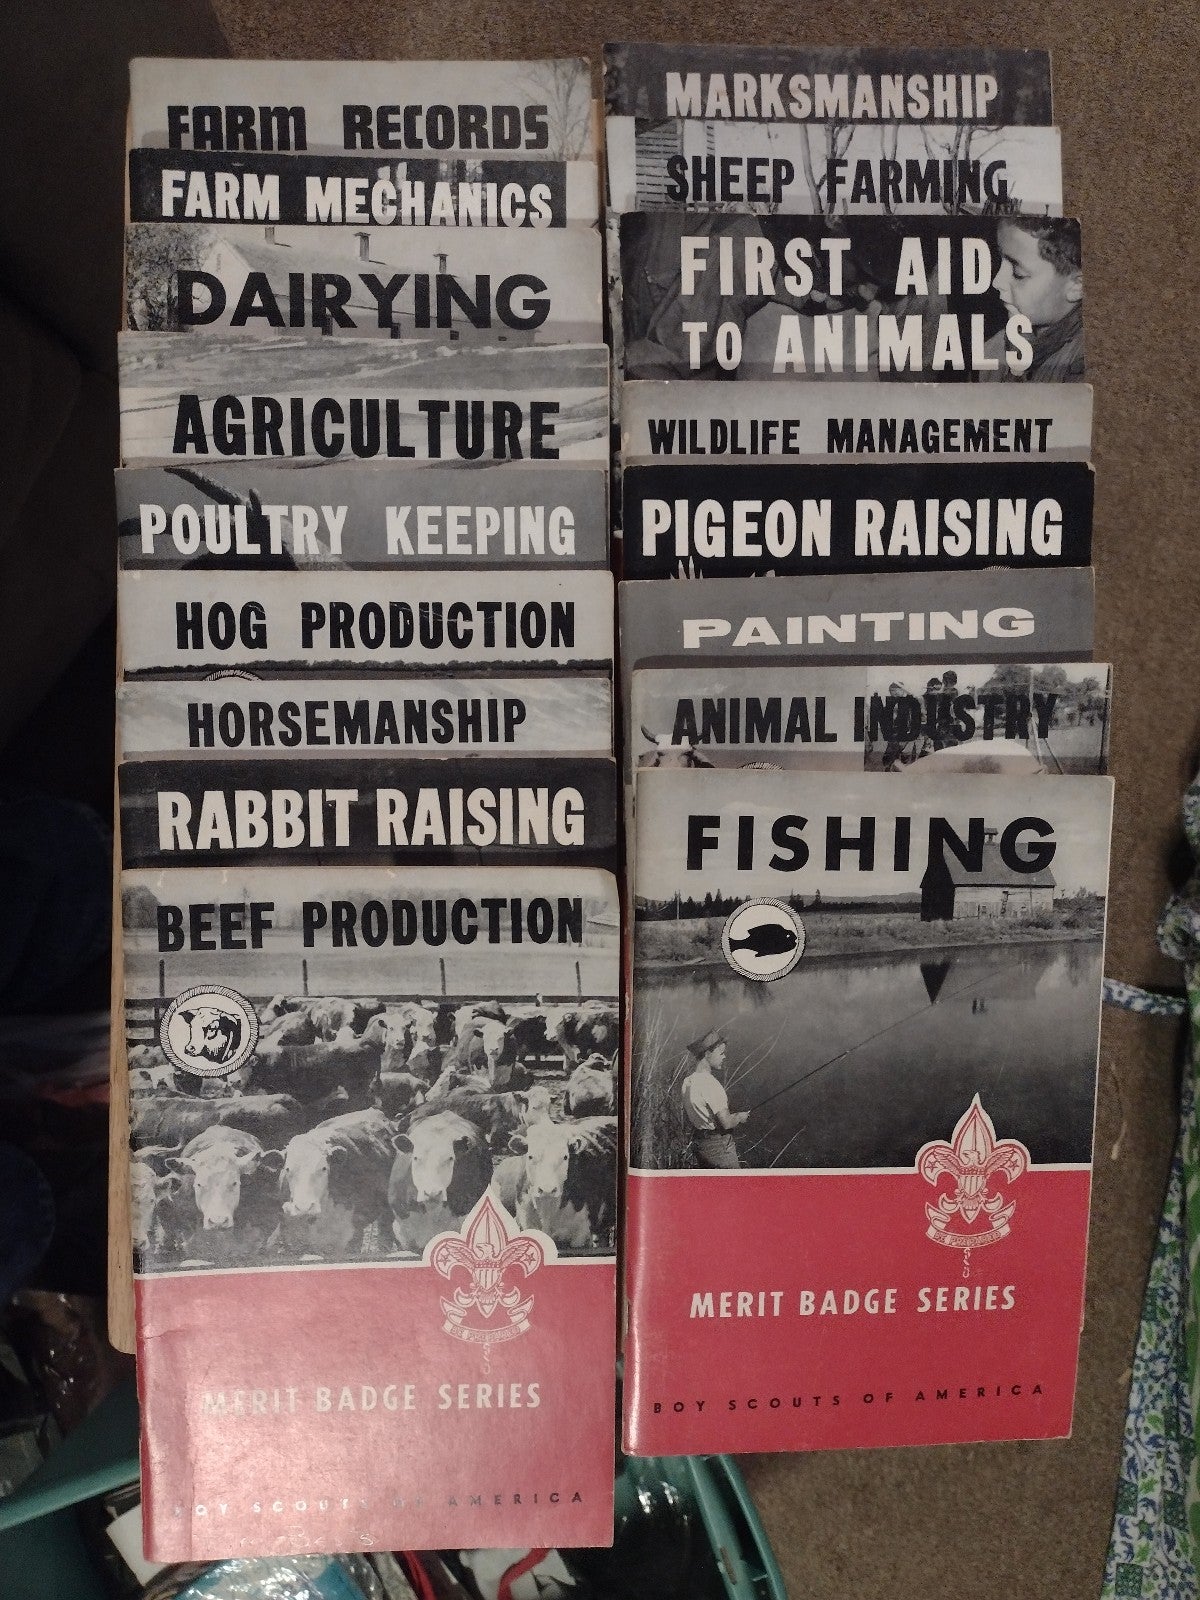 FARM RECORDS
FARM MECHANICS
DAIRYING
AGRICULTURE
POULTRY KEEPING
HOG PRODUCTION
HORSEMANSHIP
RABBIT RAISING
BEEF PRODUCTION
MERIT BADGE SERIES
BOY SCOUTS OF AMERICA
MARKSMANSHIP
SHEEP FARMING
FIRST AID
TO ANIMALS
WILDLIFE MANAGEMENT
PIGEON RAISING
PAINTING
ANIMAL INDUSTRY
FISHING
BE PREPARED
MERIT BADGE SERIES
BOY SCOUTS OF AMERICA